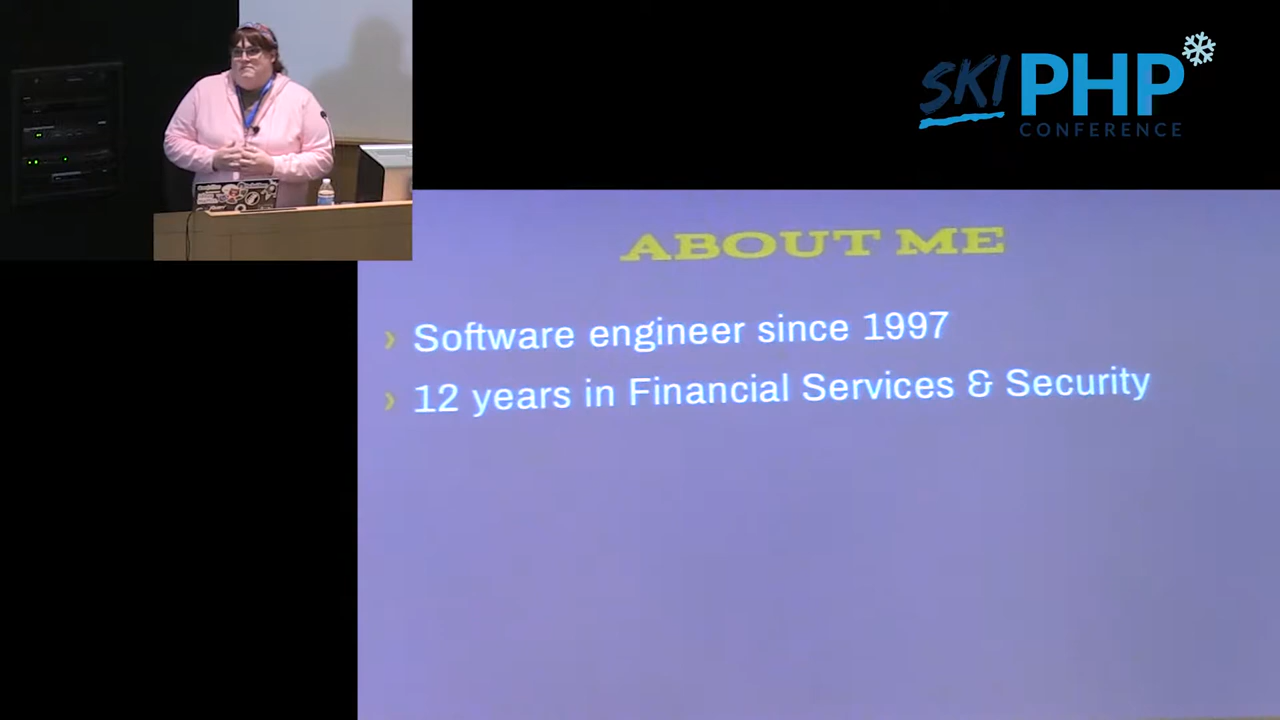 SKI PHP
CONFERENCE
ABOUT ME
› Software engineer since 1997
› 12 years in Financial Services & Security